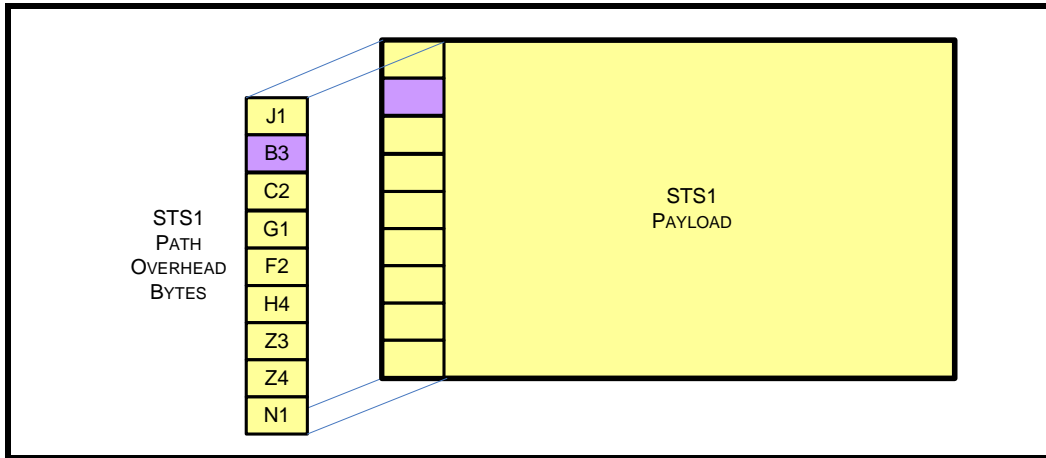 J1
B3
C2
G1
F2
H4
Z3
Z4
N1
STS1
PATH
OVERHEAD
BYTES
STS1
PAYLOAD